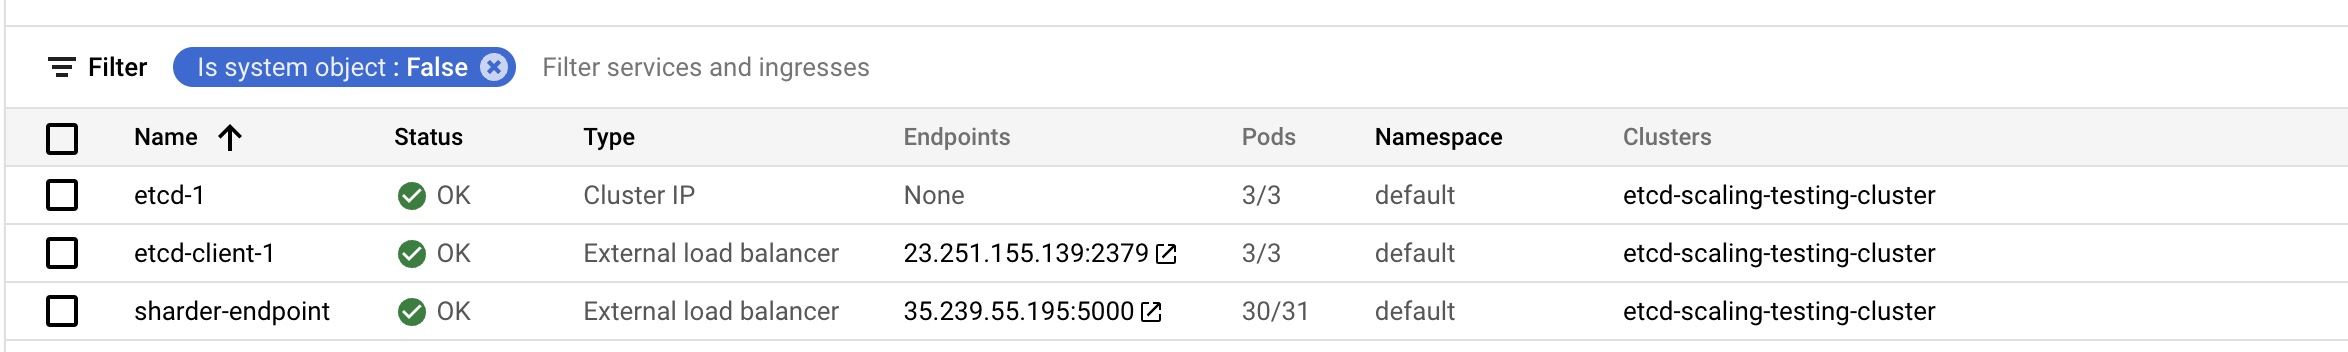 Filter Is system object : False Filter services and ingresses
Name Status Type Endpoints Pods Namespace Clusters
etcd-1 OK Cluster IP None 3/3 default etcd-scaling-testing-cluster
etcd-client-1 OK External load balancer 23.251.155.139:2379 3/3 default etcd-scaling-testing-cluster
sharder-endpoint OK External load balancer 35.239.55.195:5000 30/31 default etcd-scaling-testing-cluster